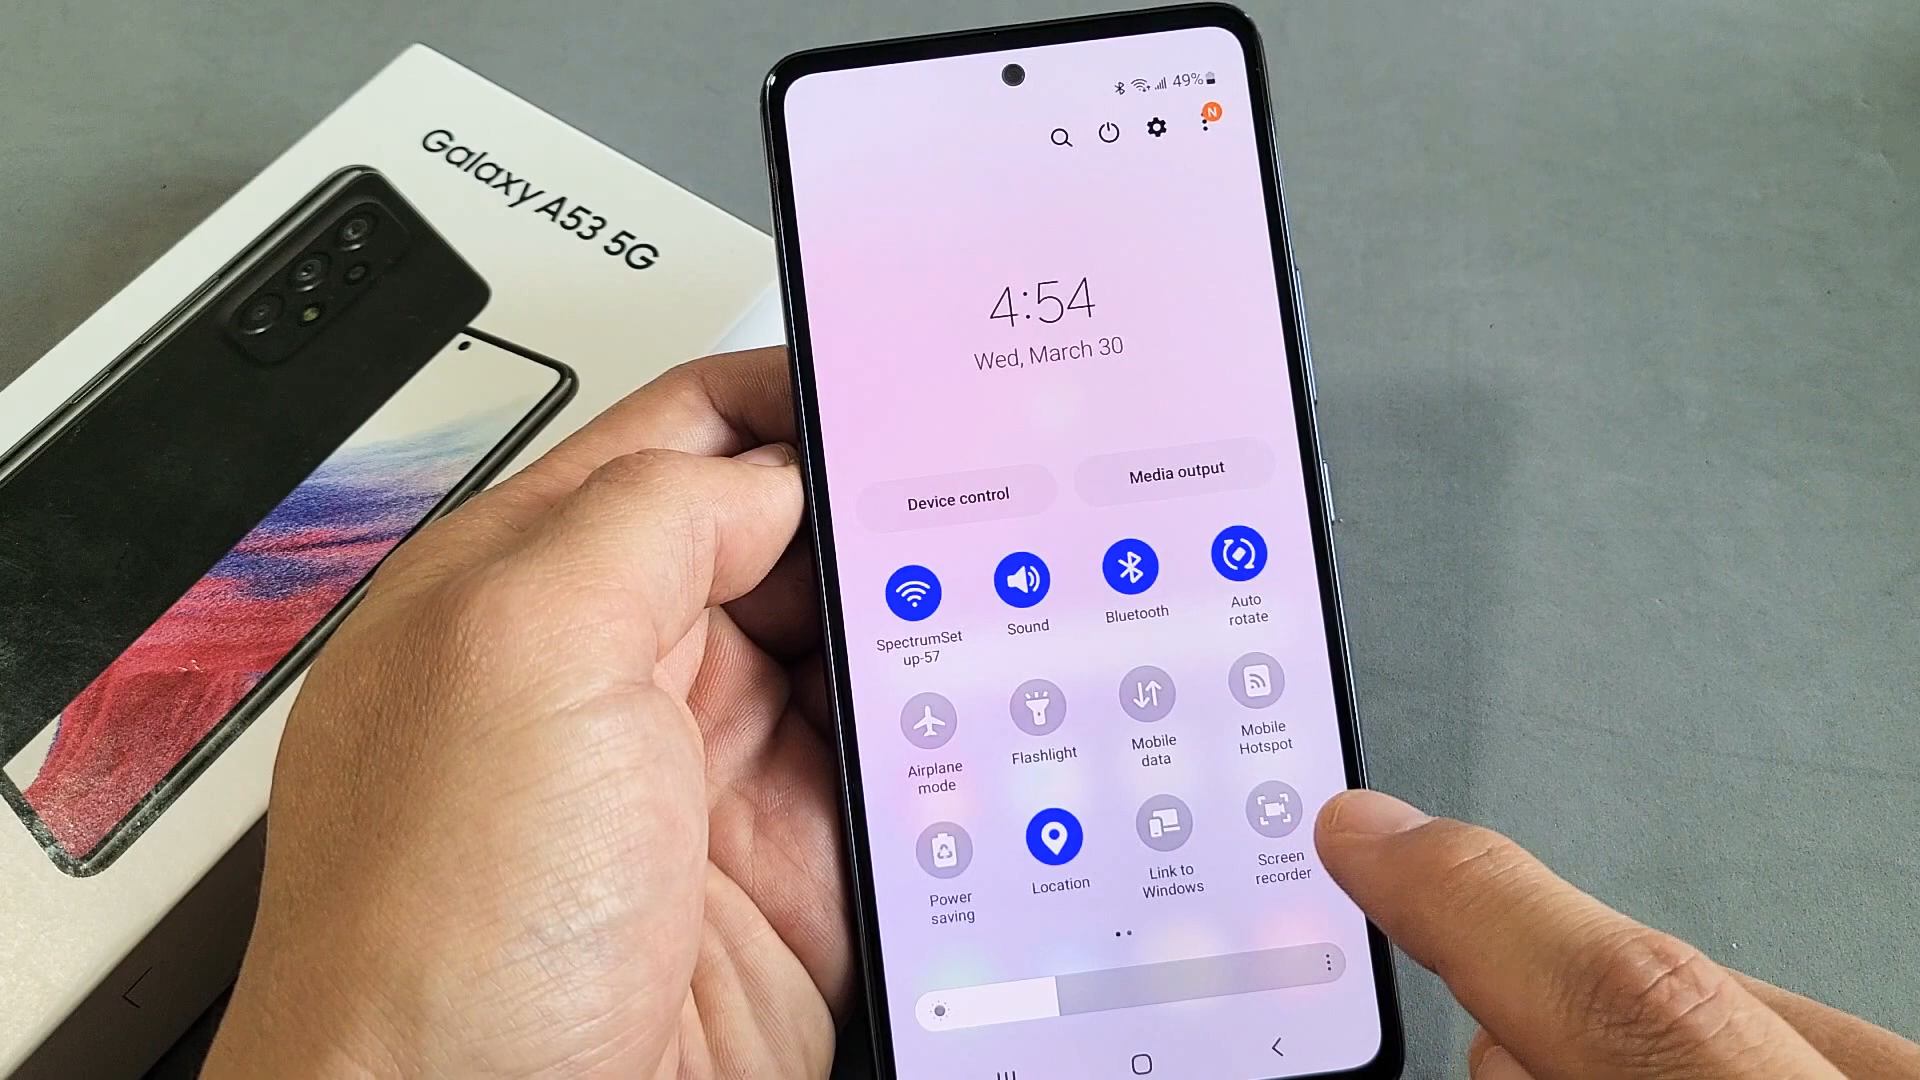 Galaxy A53 5G
49%
N
4:54
Wed, March 30
Device control
Media output
SpectrumSet
up-57
Sound
Bluetooth
Auto
rotate
Airplane
mode
Flashlight
Mobile
data
Mobile
Hotspot
Power
saving
Location
Link to
Windows
Screen
recorder